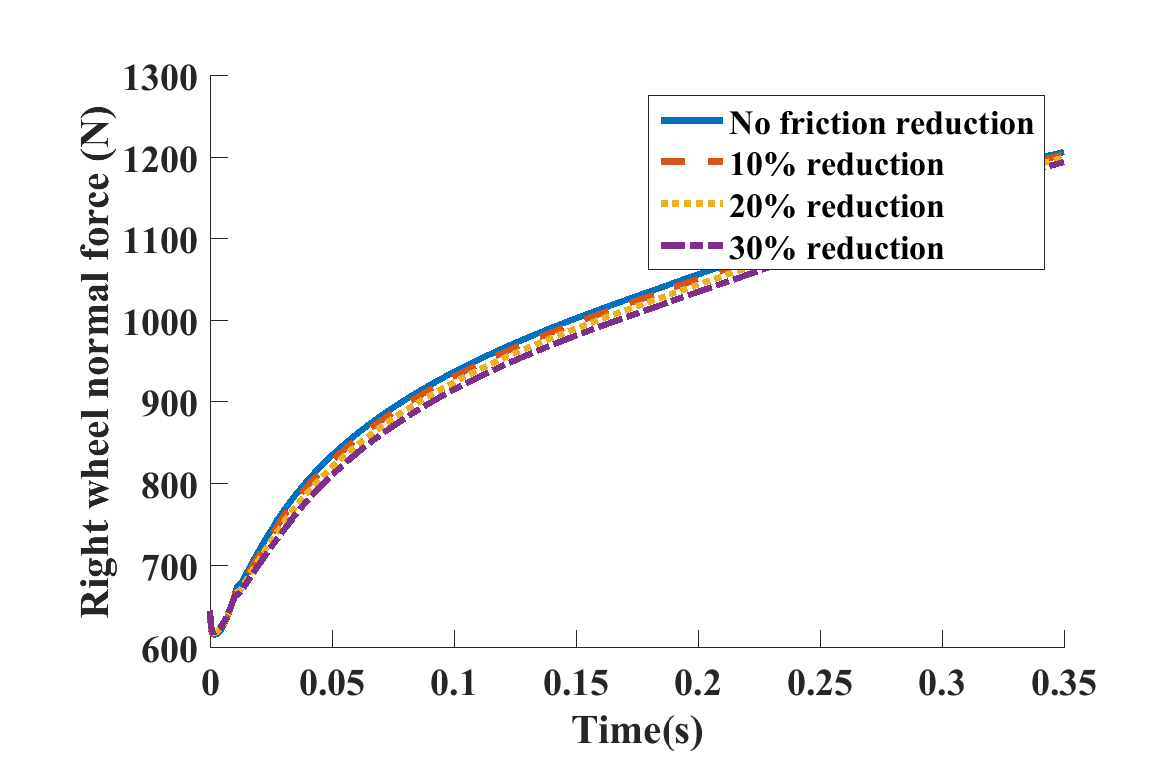 1300
1200
1100
1000
900
800
700
600
Right wheel normal force (N)
No friction reduction
10% reduction
20% reduction
30% reduction
0 0.05 0.1 0.15 0.2 0.25 0.3 0.35
Time(s)